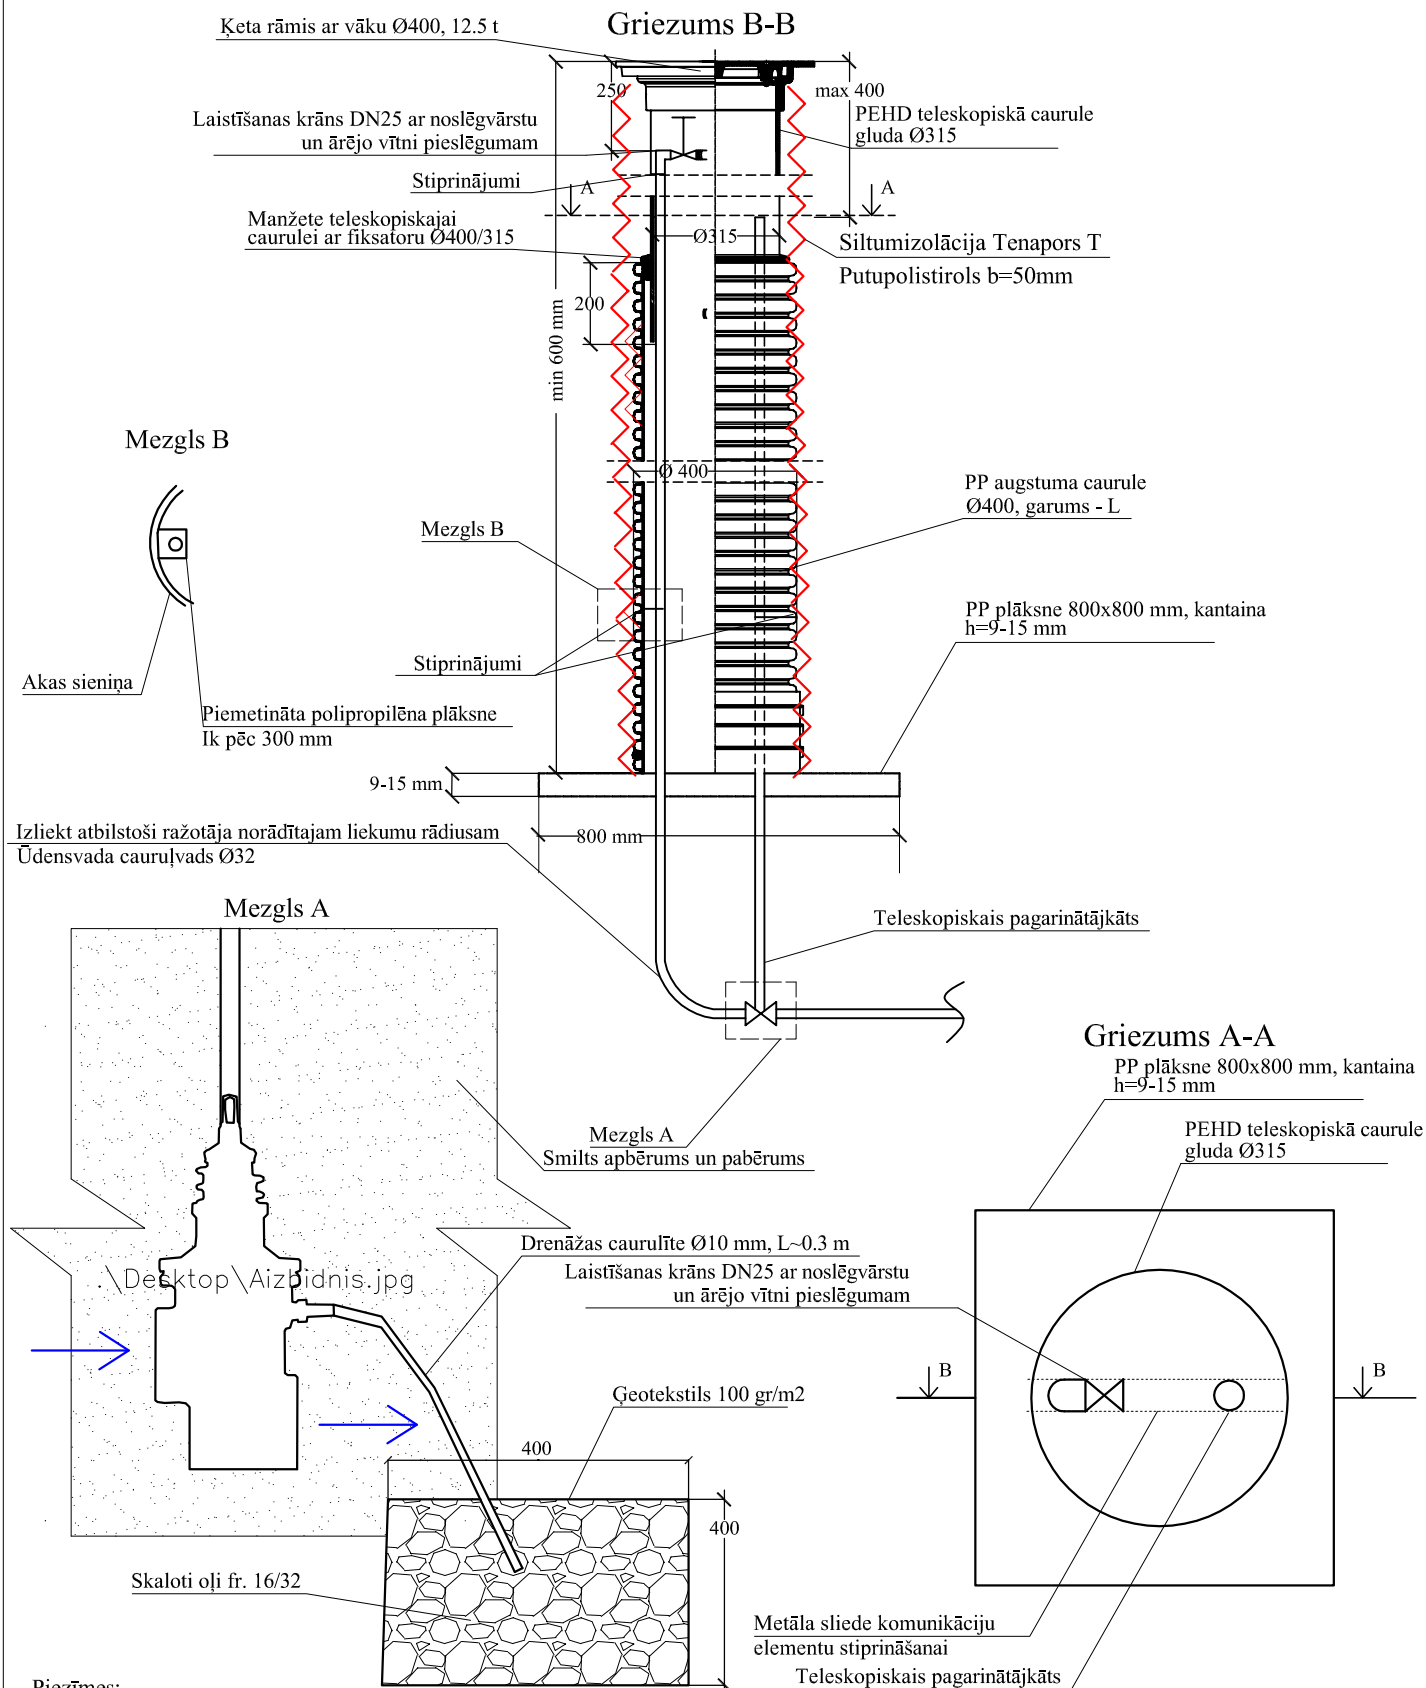 Griezums B-B
Ķeta rāmis ar vāku Ø400, 12.5 t
250
max 400
Laistīšanas krāns DN25 ar noslēgvārstu
un ārējo vītni pieslēgumam
PEHD teleskopiskā caurule
gluda Ø315
Stiprinājumi
A
A
Manžete teleskopiskajai
caurulei ar fiksatoru Ø400/315
Ø315
Siltumizolācija Tenapors T
Putupolistirols b=50mm
200
min 600 mm
Mezgls B
Ø 400
PP augstuma caurule
Ø400, garums - L
Mezgls B
PP plāksne 800x800 mm, kantaina
h=9-15 mm
Stiprinājumi
Akas sieniņa
Piemetināta polipropilēna plāksne
Ik pēc 300 mm
9-15 mm
800 mm
Izliekt atbilstoši ražotāja norādītajam liekumu rādiusam
Ūdensvada cauruļvads Ø32
Mezgls A
Teleskopiskais pagarinātājkāts
Griezums A-A
PP plāksne 800x800 mm, kantaina
h=9-15 mm
PEHD teleskopiskā caurule
gluda Ø315
Mezgls A
Smilts apbērums un pabērums
Drenāžas caurulīte Ø10 mm, L~0.3 m
.\Desktop\Aizbidnis.jpg
Laistīšanas krāns DN25 ar noslēgvārstu
un ārējo vītni pieslēgumam
B
B
Ģeotekstils 100 gr/m2
400
400
Skaloti oļi fr. 16/32
Metāla sliede komunikāciju
elementu stiprināšanai
Teleskopiskais pagarinātājkāts
Piezīmes: